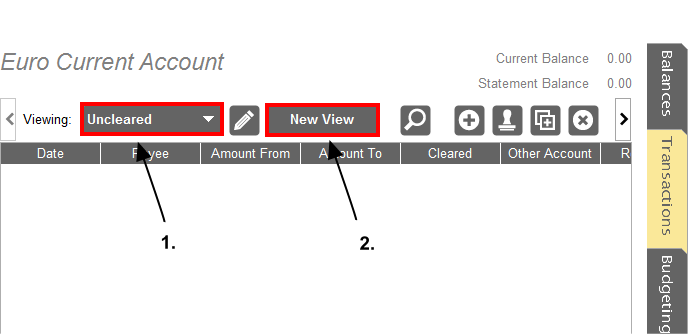 Euro Current Account
Current Balance 0.00
Statement Balance 0.00
Viewing: Uncleared New View
Date Payee Amount From Amount To Cleared Other Account R
1. 2.
Balances
Transactions
Budgeting